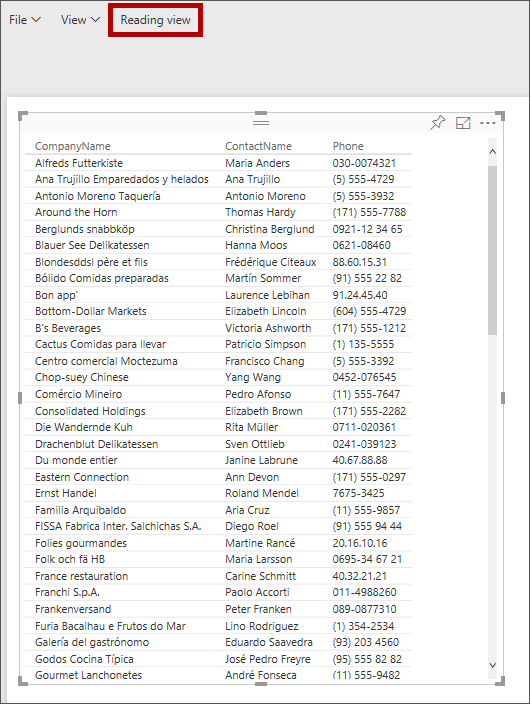 File View Reading view
CompanyName ContactName Phone
Alfreds Futterkiste Maria Anders 030-0074321
Ana Trujillo Emparedados y helados Ana Trujillo (5) 555-4729
Antonio Moreno Taquería Antonio Moreno (5) 555-3932
Around the Horn Thomas Hardy (171) 555-7788
Berglunds snabbköp Christina Berglund 0921-12 34 65
Blauer See Delikatessen Hanna Moos 0621-08460
Blondesddsl père et fils Frédérique Citeaux 88.60.15.31
Bólido Comidas preparadas Martín Sommer (91) 555 22 82
Bon app' Laurence Lebihan 91.24.45.40
Bottom-Dollar Markets Elizabeth Lincoln (604) 555-4729
B's Beverages Victoria Ashworth (171) 555-1212
Cactus Comidas para llevar Patricio Simpson (1) 135-5555
Centro comercial Moctezuma Francisco Chang (5) 555-3392
Chop-suey Chinese Yang Wang 0452-076545
Comércio Mineiro Pedro Afonso (11) 555-7647
Consolidated Holdings Elizabeth Brown (171) 555-2282
Die Wandernde Kuh Rita Müller 0711-020361
Drachenblut Delikatessen Sven Ottlieb 0241-039123
Du monde entier Janine Labrune 40.67.88.88
Eastern Connection Ann Devon (171) 555-0297
Ernst Handel Roland Mendel 7675-3425
Familia Arquibaldo Aria Cruz (11) 555-9857
FISSA Fabrica Inter. Salchichas S.A. Diego Roel (91) 555 94 44
Folies gourmandes Martine Rancé 20.16.10.16
Folk och fä HB Maria Larsson 0695-34 67 21
France restauration Carine Schmitt 40.32.21.21
Franchi S.p.A. Paolo Accorti 011-4988260
Frankenversand Peter Franken 089-0877310
Furia Bacalhau e Frutos do Mar Lino Rodriguez (1) 354-2534
Galería del gastrónomo Eduardo Saavedra (93) 203 4560
Godos Cocina Típica José Pedro Freyre (95) 555 82 82
Gourmet Lanchonetes André Fonseca (11) 555-9482